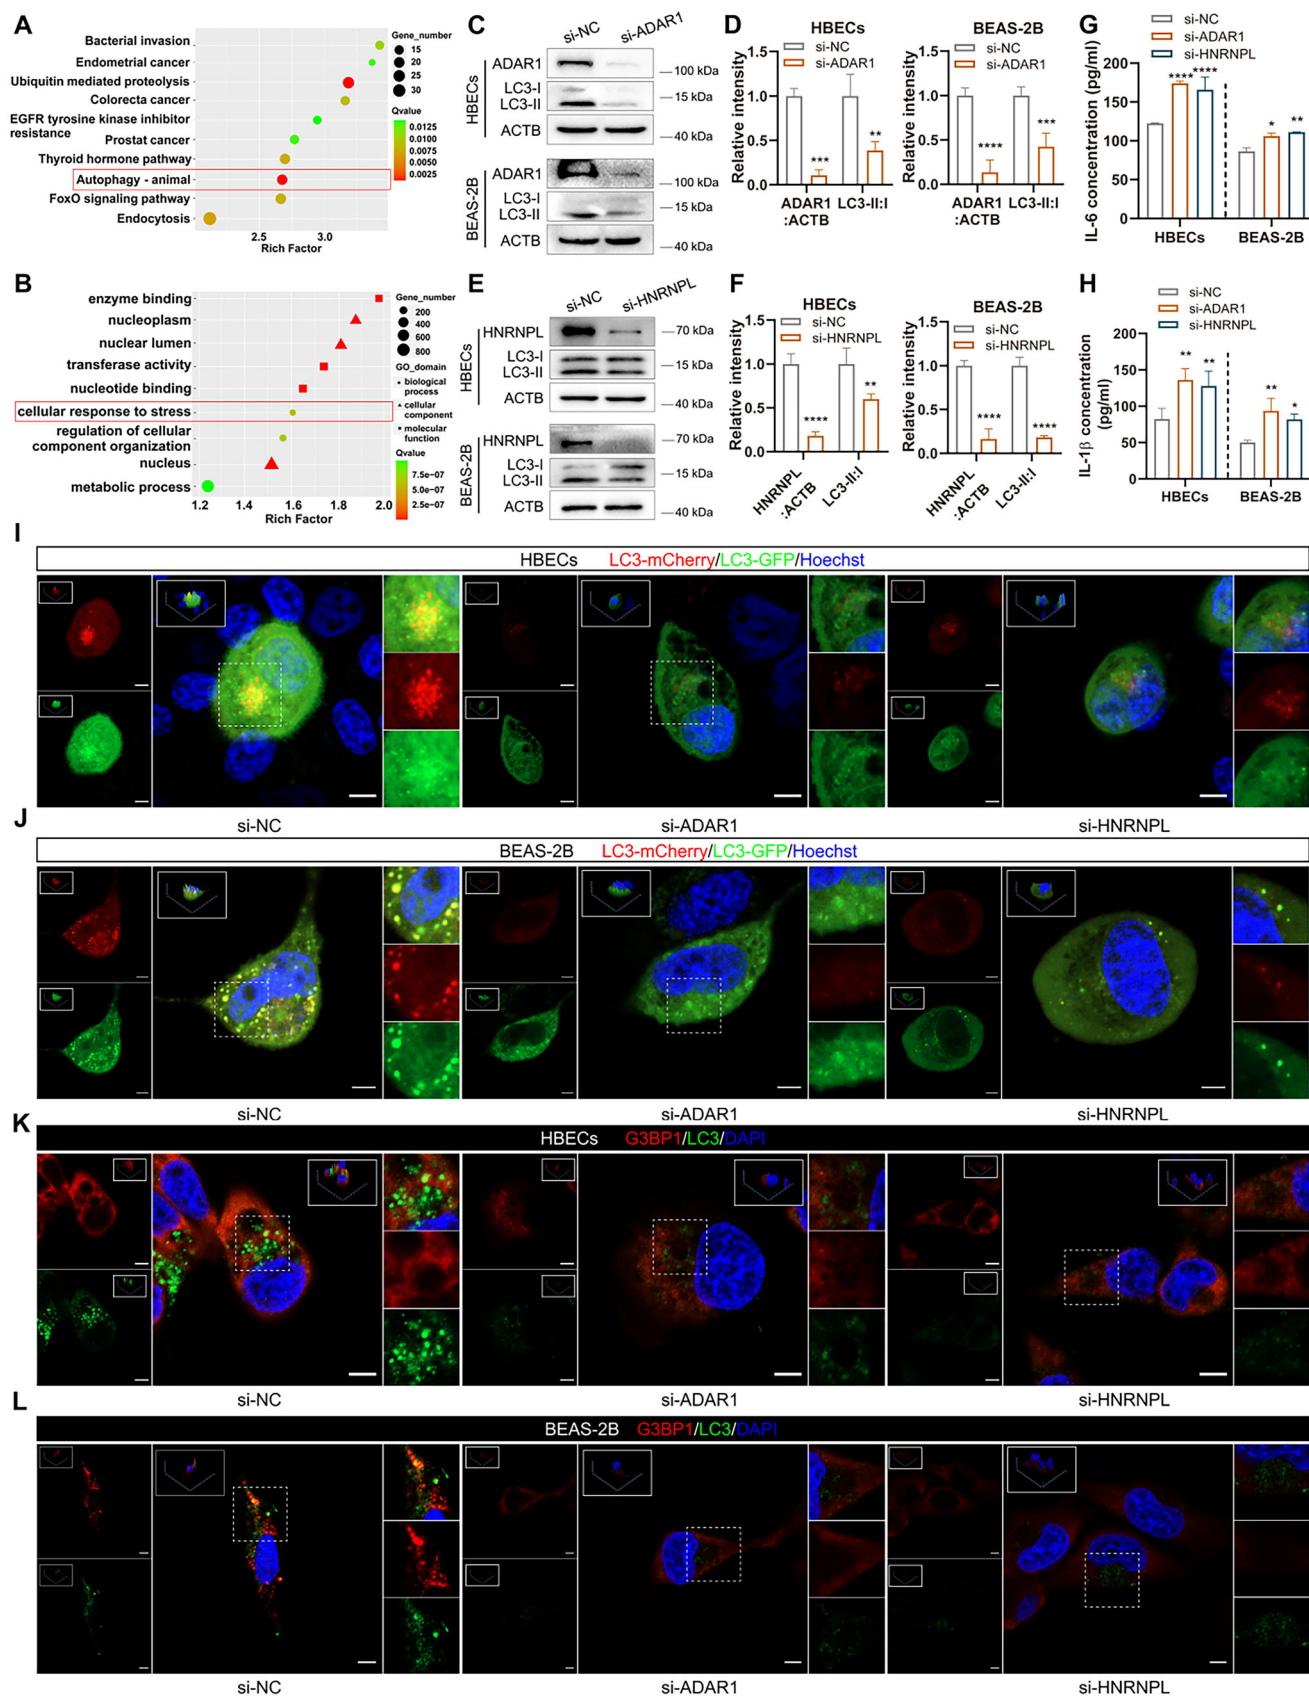 A
Bacterial invasion
Endometrial cancer
Ubiquitin mediated proteolysis
Colorecta cancer
EGFR tyrosine kinase inhibitor
resistance
Prostat cancer
Thyroid hormone pathway
Autophagy - animal
FoxO signaling pathway
Endocytosis
2.5 3.0
Rich Factor
Gene_number
15
20
25
30
Qvalue
0.0125
0.0100
0.0075
0.0050
0.0025
B
enzyme binding
nucleoplasm
nuclear lumen
transferase activity
nucleotide binding
cellular response to stress
regulation of cellular
component organization
nucleus
metabolic process
1.2 1.4 1.6 1.8 2.0
Rich Factor
Gene_number
200
400
600
800
GO_domain
biological
process
cellular
component
molecular
function
Qvalue
7.5e-07
5.0e-07
2.5e-07
C
si-NC si-ADAR1
HBECs
ADAR1
100 kDa
LC3-I
LC3-II
15 kDa
ACTB
40 kDa
BEAS-2B
ADAR1
100 kDa
LC3-I
LC3-II
15 kDa
ACTB
40 kDa
D
HBECs
si-NC
si-ADAR1
Relative intensity
1.5
1.0
0.5
0.0
***
**
ADAR1
:ACTB
LC3-II:I
BEAS-2B
si-NC
si-ADAR1
Relative intensity
1.5
1.0
0.5
0.0
****
***
ADAR1
:ACTB
LC3-II:I
E
si-NC si-HNRNPL
HBECs
HNRNPL
70 kDa
LC3-I
LC3-II
15 kDa
ACTB
40 kDa
BEAS-2B
HNRNPL
70 kDa
LC3-I
LC3-II
15 kDa
ACTB
40 kDa
F
HBECs
si-NC
si-HNRNPL
Relative intensity
1.5
1.0
0.5
0.0
****
**
HNRNPL
:ACTB
LC3-II:I
BEAS-2B
si-NC
si-HNRNPL
Relative intensity
1.5
1.0
0.5
0.0
****
****
HNRNPL
:ACTB
LC3-II:I
G
si-NC
si-ADAR1
si-HNRNPL
IL-6 concentration (pg/ml)
200
150
100
50
0
**** ****
* **
HBECs BEAS-2B
H
si-NC
si-ADAR1
si-HNRNPL
IL-1β concentration
(pg/ml)
200
150
100
50
0
** **
** *
HBECs BEAS-2B
I
HBECs LC3-mCherry/LC3-GFP/Hoechst
si-NC si-ADAR1 si-HNRNPL
J
BEAS-2B LC3-mCherry/LC3-GFP/Hoechst
si-NC si-ADAR1 si-HNRNPL
K
HBECs G3BP1/LC3/DAPI
si-NC si-ADAR1 si-HNRNPL
L
BEAS-2B G3BP1/LC3/DAPI
si-NC si-ADAR1 si-HNRNPL